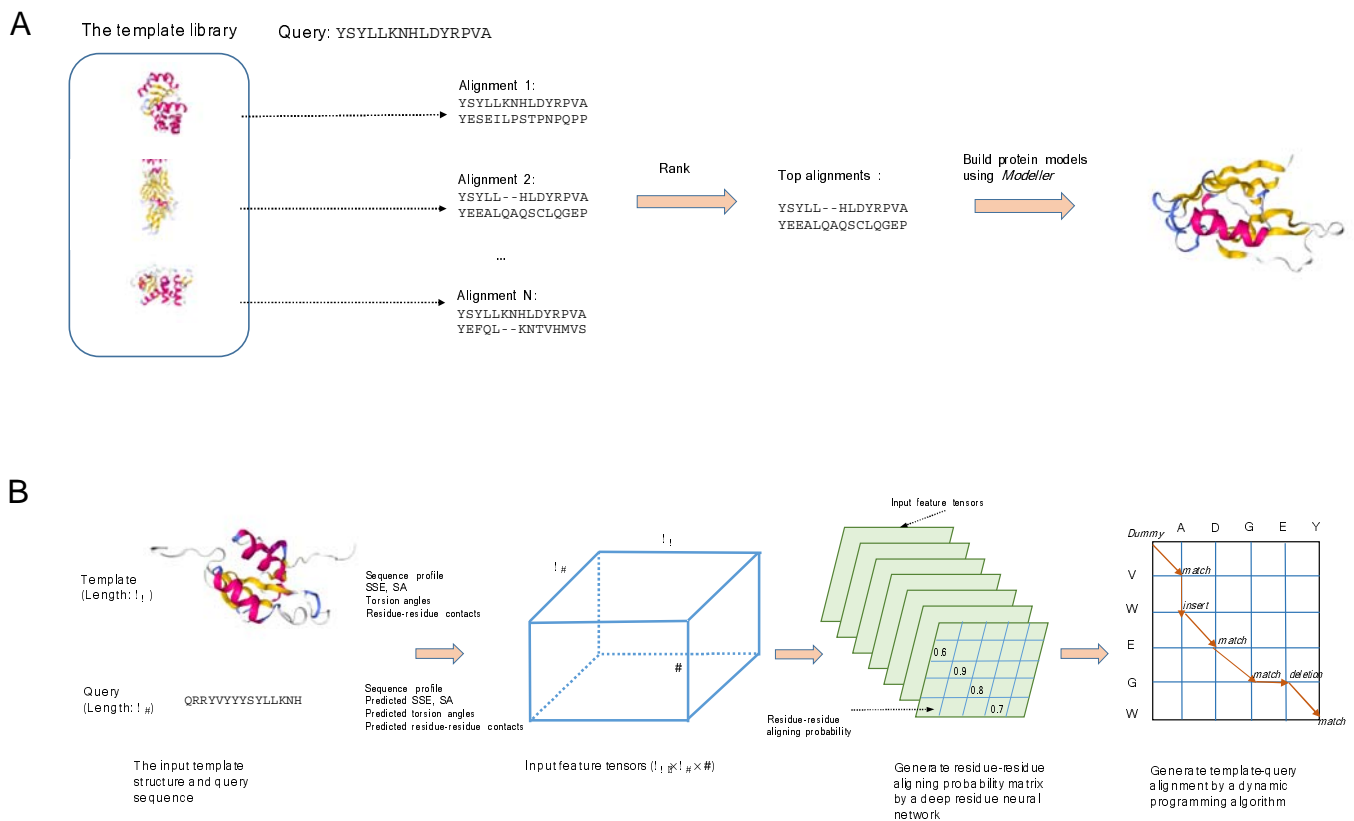 A
The template library
Query: YSYLLKNHLDYRPVA
Alignment 1:
YSYLLKNHLDYRPVA
YESEILPSTPNPQPP
Alignment 2:
YSYLL--HLDYRPVA
YEEALQAQSCLQGEP
...
Alignment N:
YSYLLKNHLDYRPVA
YEFQL--KNTVHMVS
Rank
Top alignments :
YSYLL--HLDYRPVA
YEEALQAQSCLQGEP
Build protein models
using Modeller
B
Template
(Length: !!)
Query
(Length: !#)
QRRYVYYYSYLLKNH
The input template
structure and query
sequence
Sequence profile
SSE, SA
Torsion angles
Residue-residue contacts
Sequence profile
Predicted SSE, SA
Predicted torsion angles
Predicted residue-residue contacts
!!
!#
#
Input feature tensors (!!×!#×#)
Input feature tensors
0.6
0.9
0.8
0.7
Residue-residue
aligning probability
Generate residue-residue
aligning probability matrix
by a deep residue neural
network
Dummy A D G E Y
V
W
E
G
W
match
insert
match
match
deletion
match
Generate template-query
alignment by a dynamic
programming algorithm